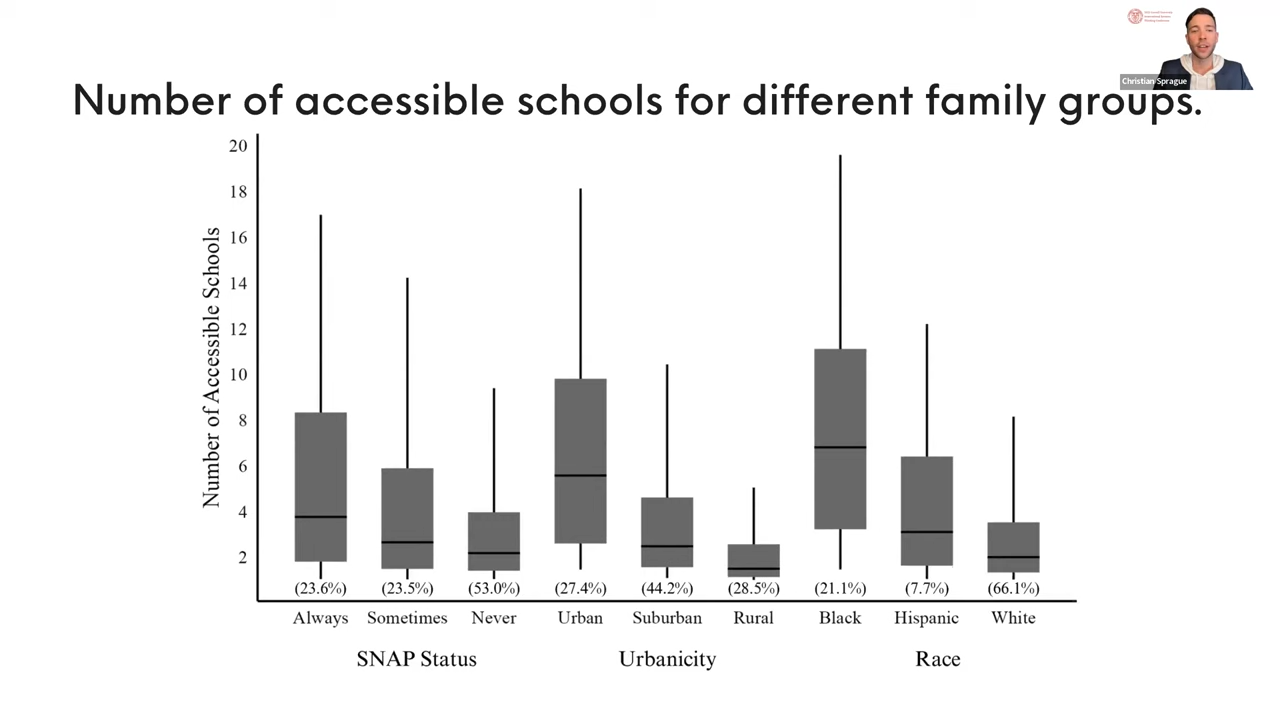 Christian Sprague
Number of accessible schools for different family groups.
Number of Accessible Schools
20
18
16
14
12
10
8
6
4
2
(23.6%) (23.5%) (53.0%) (27.4%) (44.2%) (28.5%) (21.1%) (7.7%) (66.1%)
Always Sometimes Never Urban Suburban Rural Black Hispanic White
SNAP Status Urbanicity Race